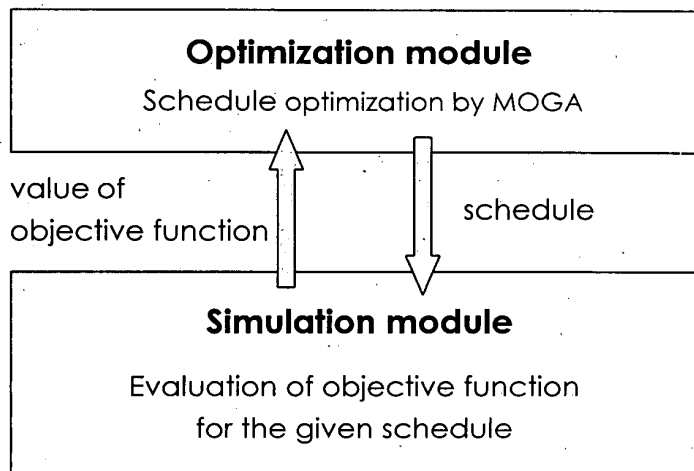 Optimization module
Schedule optimization by MOGA
value of
objective function
schedule
Simulation module
Evaluation of objective function
for the given schedule